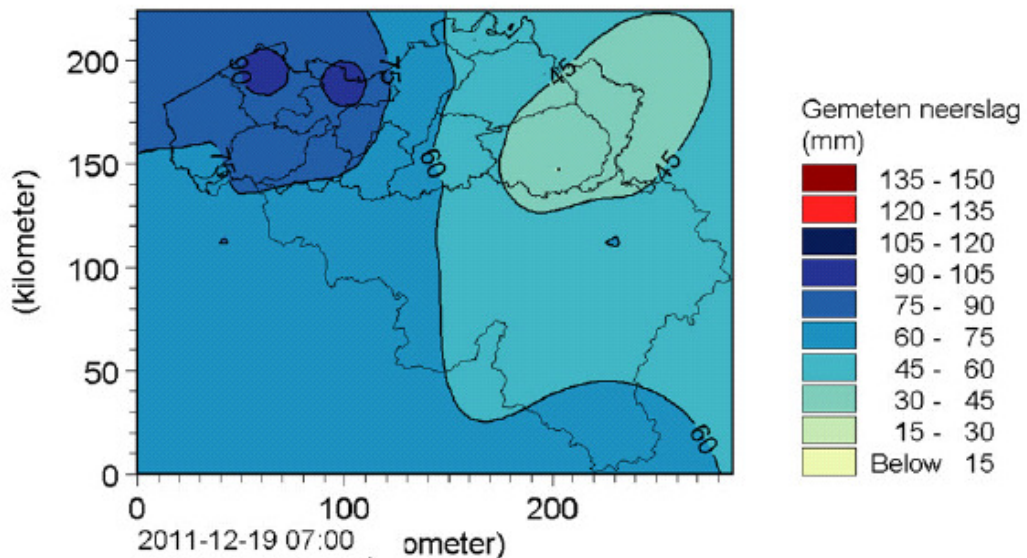 200
150
100
50
0
(kilometer)
0 100 200
2011-12-19 07:00 ometer)
90
75
45
75
60
45
60
Gemeten neerslag
(mm)
135 - 150
120 - 135
105 - 120
90 - 105
75 - 90
60 - 75
45 - 60
30 - 45
15 - 30
Below 15